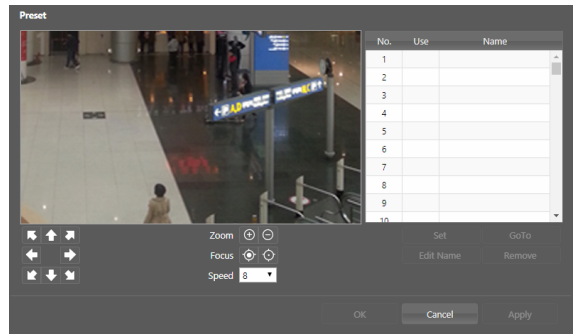 Preset
No. Use Name
1
2
3
4
5
6
7
8
9
10
A,D
B,C
Zoom
Focus
Speed 8
Set GoTo
Edit Name Remove
OK Cancel Apply